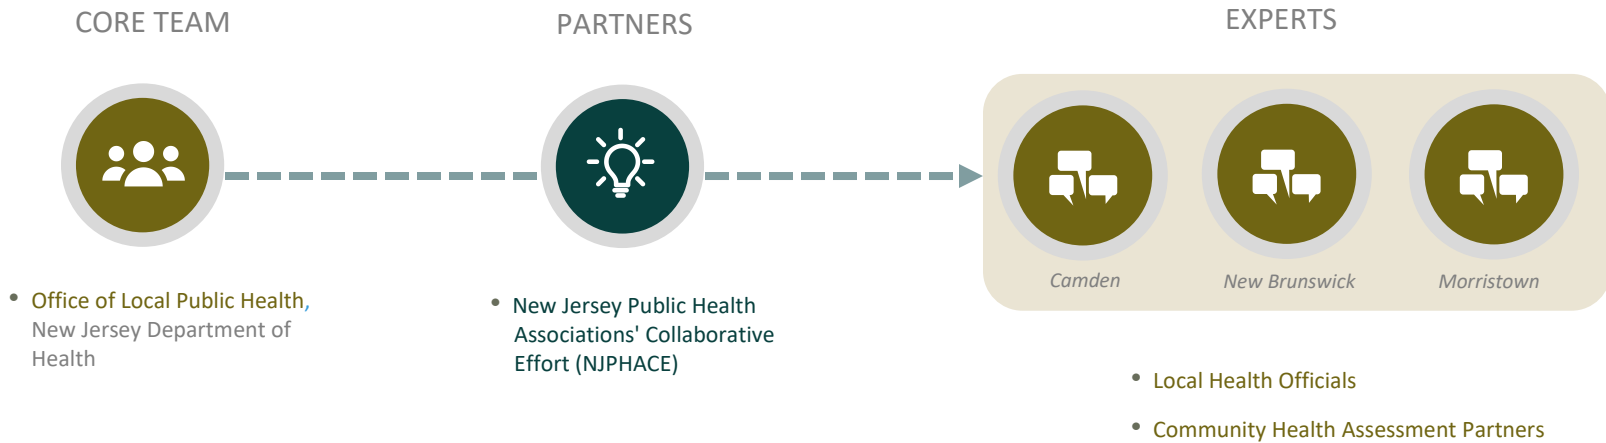 CORE TEAM
PARTNERS
EXPERTS
Camden
New Brunswick
Morristown
• Office of Local Public Health,
New Jersey Department of
Health
• New Jersey Public Health
Associations' Collaborative
Effort (NJPHACE)
• Local Health Officials
• Community Health Assessment Partners